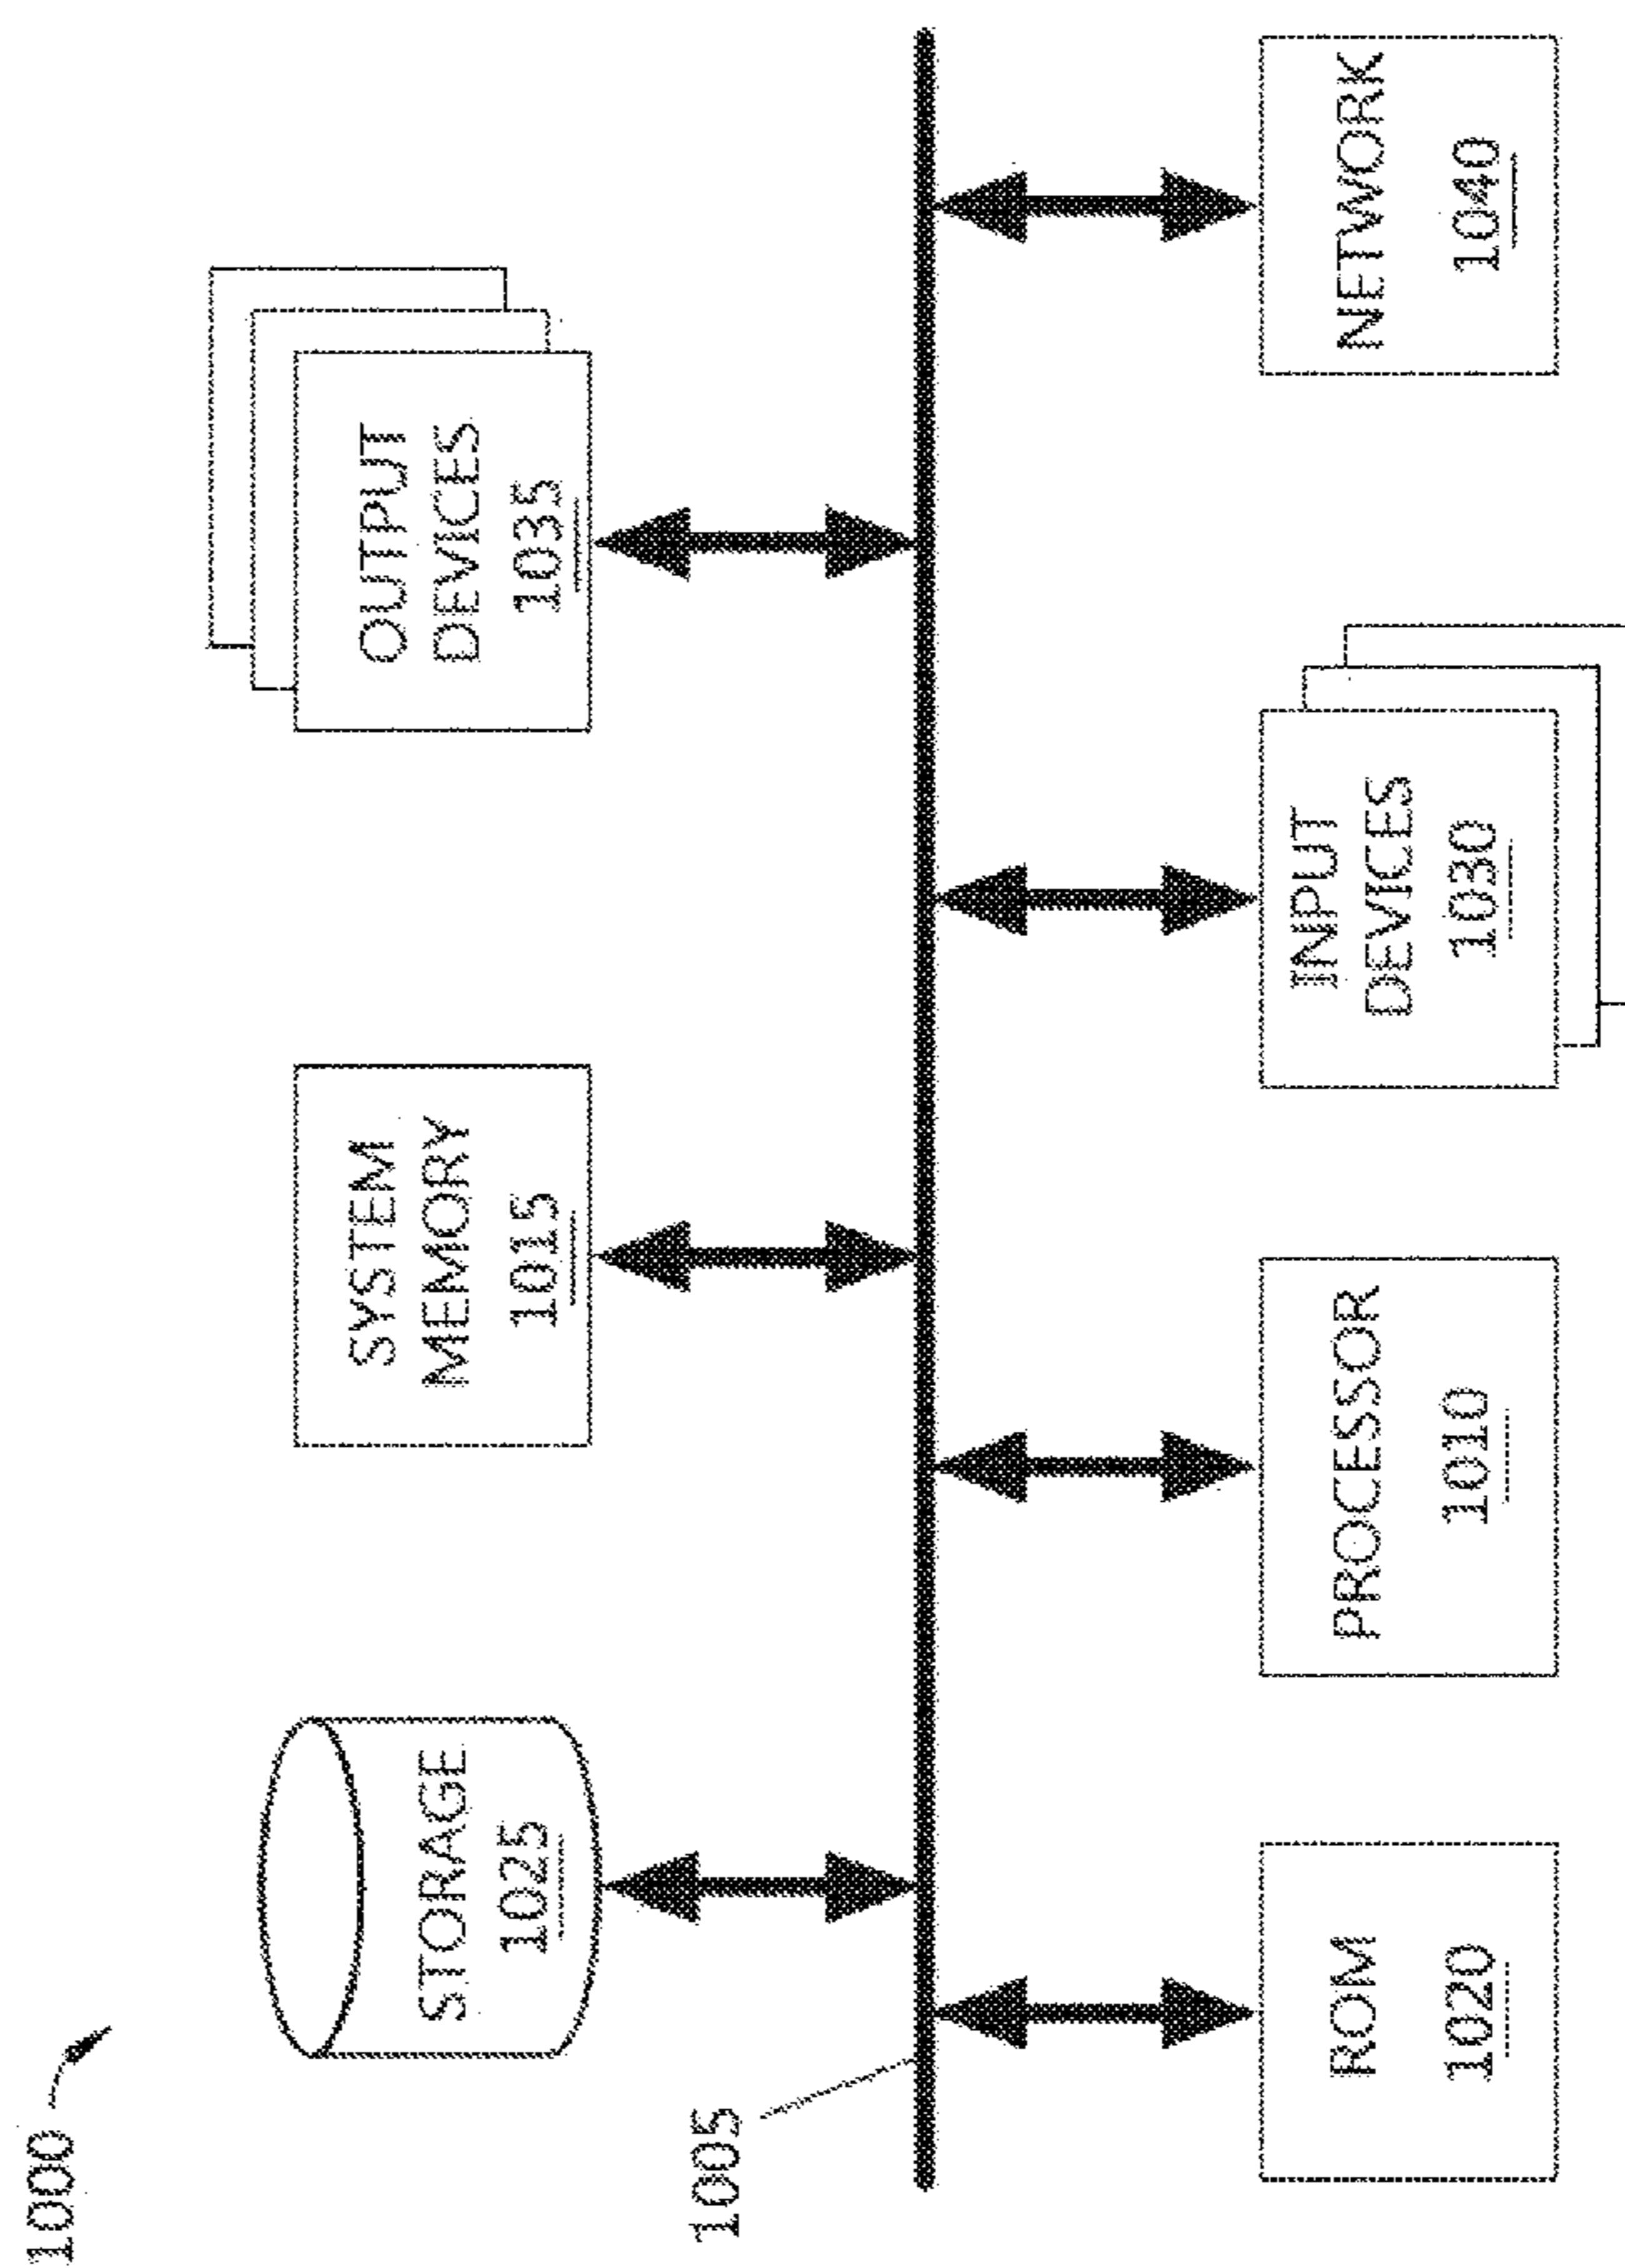 1000
STORAGE
1025
SYSTEM
MEMORY
1015
OUTPUT
DEVICES
1035
1005
ROM
1020
PROCESSOR
1010
INPUT
DEVICES
1030
NETWORK
1040